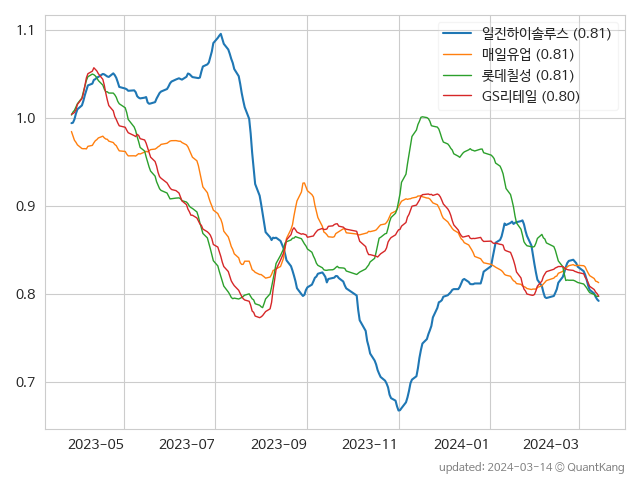 1.1
1.0
0.9
0.8
0.7
일진하이솔루스 (0.81)
매일유업 (0.81)
롯데칠성 (0.81)
GS리테일 (0.80)
2023-05 2023-07 2023-09 2023-11 2024-01 2024-03
updated: 2024-03-14 © QuantKang